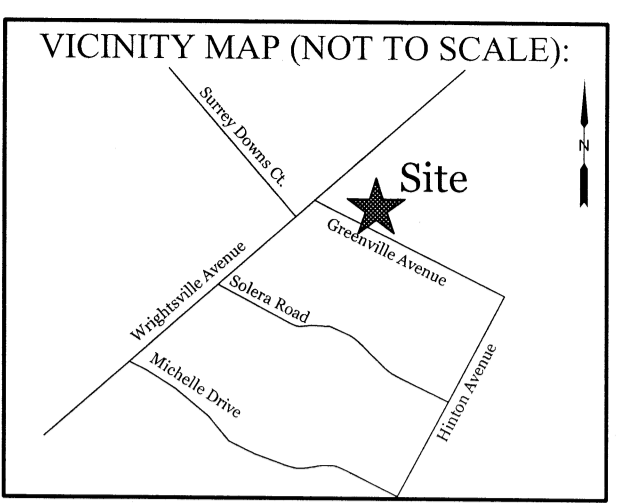 VICINITY MAP (NOT TO SCALE):
Surrey Downs Ct.
N
Site
Greenville Avenue
Wrightsville Avenue
Solera Road
Michelle Drive
Hinton Avenue